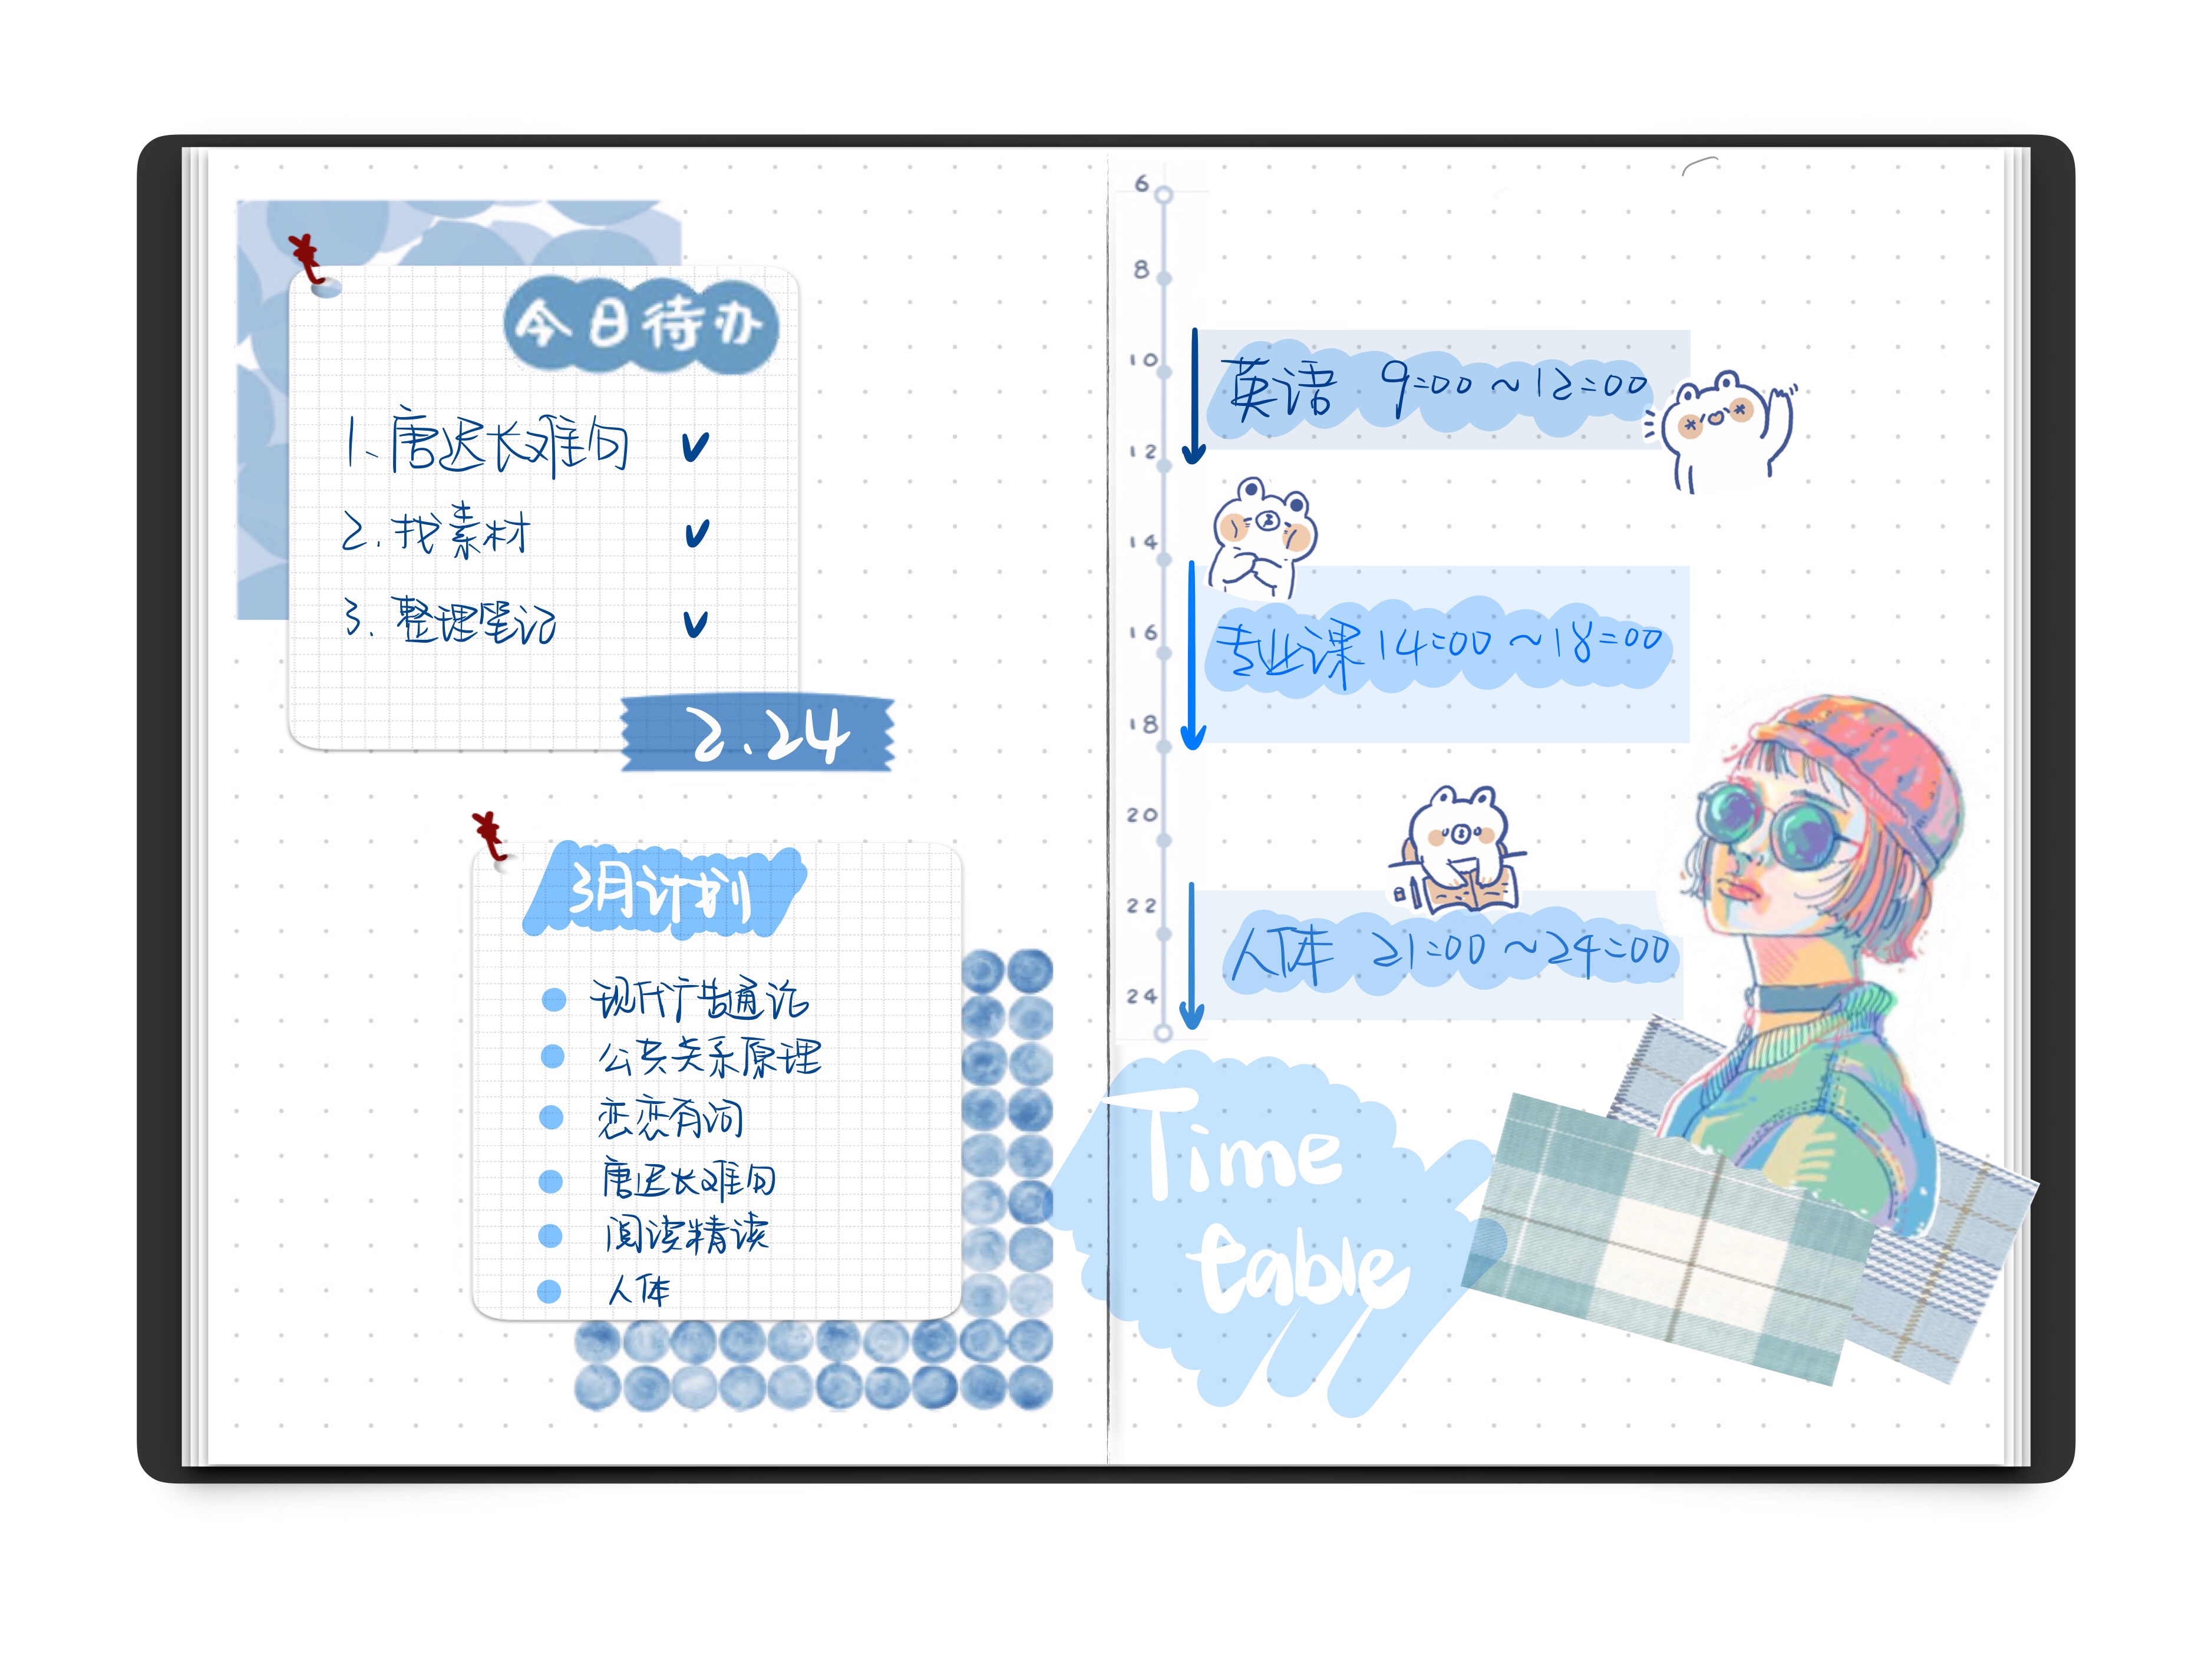 今日待办
1、唐迟长难句 ✓
2. 找素材 ✓
3. 整理笔记 ✓
2.24
3月计划
现代广告通论
公共关系原理
恋恋有词
唐迟长难句
阅读精读
人体
6
8
10
12
14
16
18
20
22
24
英语 9:00~12:00
专业课 14:00~18:00
人体 21:00~24:00
Time
table